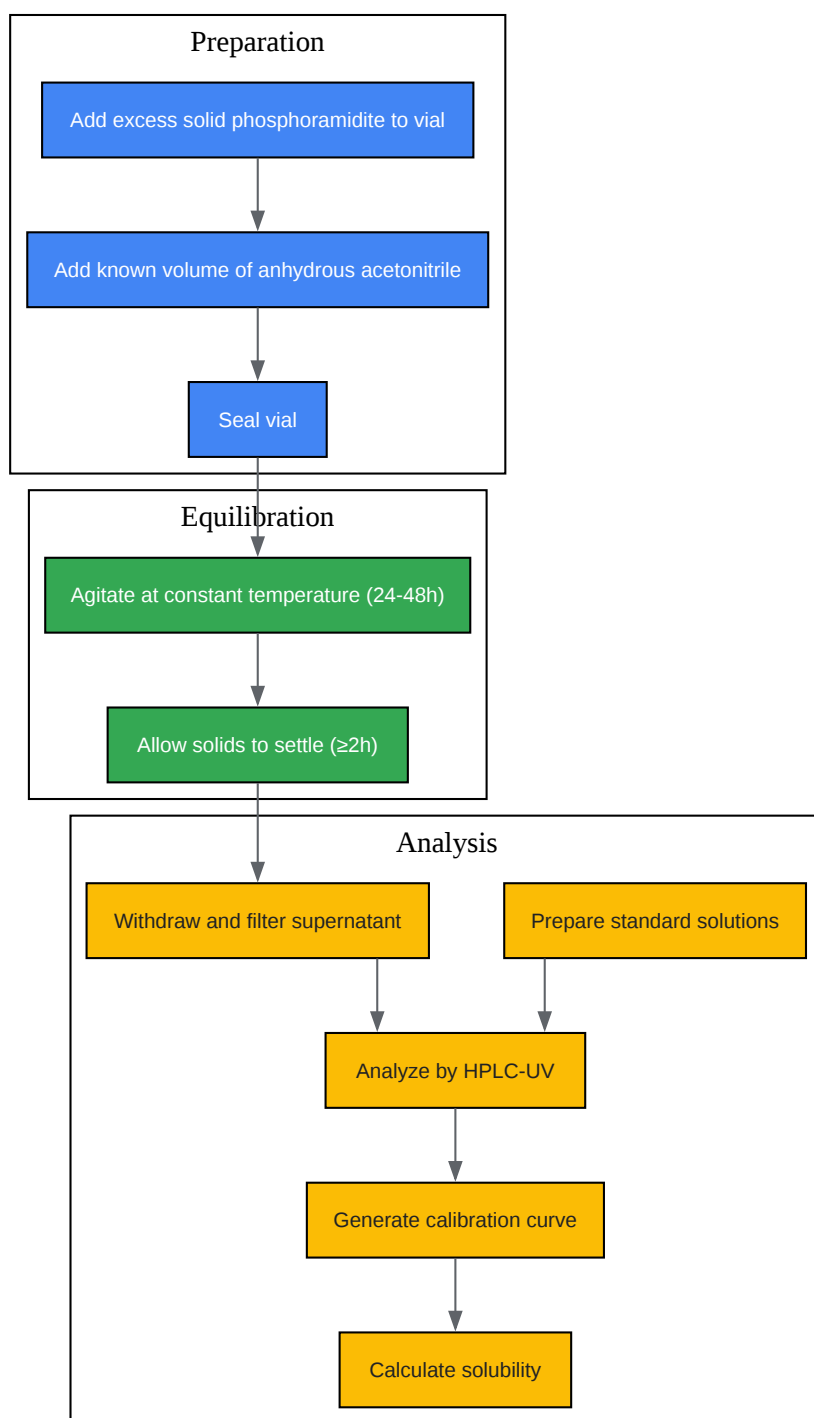 Preparation
Add excess solid phosphoramidite to vial
Add known volume of anhydrous acetonitrile
Seal vial
Equilibration
Agitate at constant temperature (24-48h)
Allow solids to settle (≥2h)
Analysis
Withdraw and filter supernatant
Prepare standard solutions
Analyze by HPLC-UV
Generate calibration curve
Calculate solubility